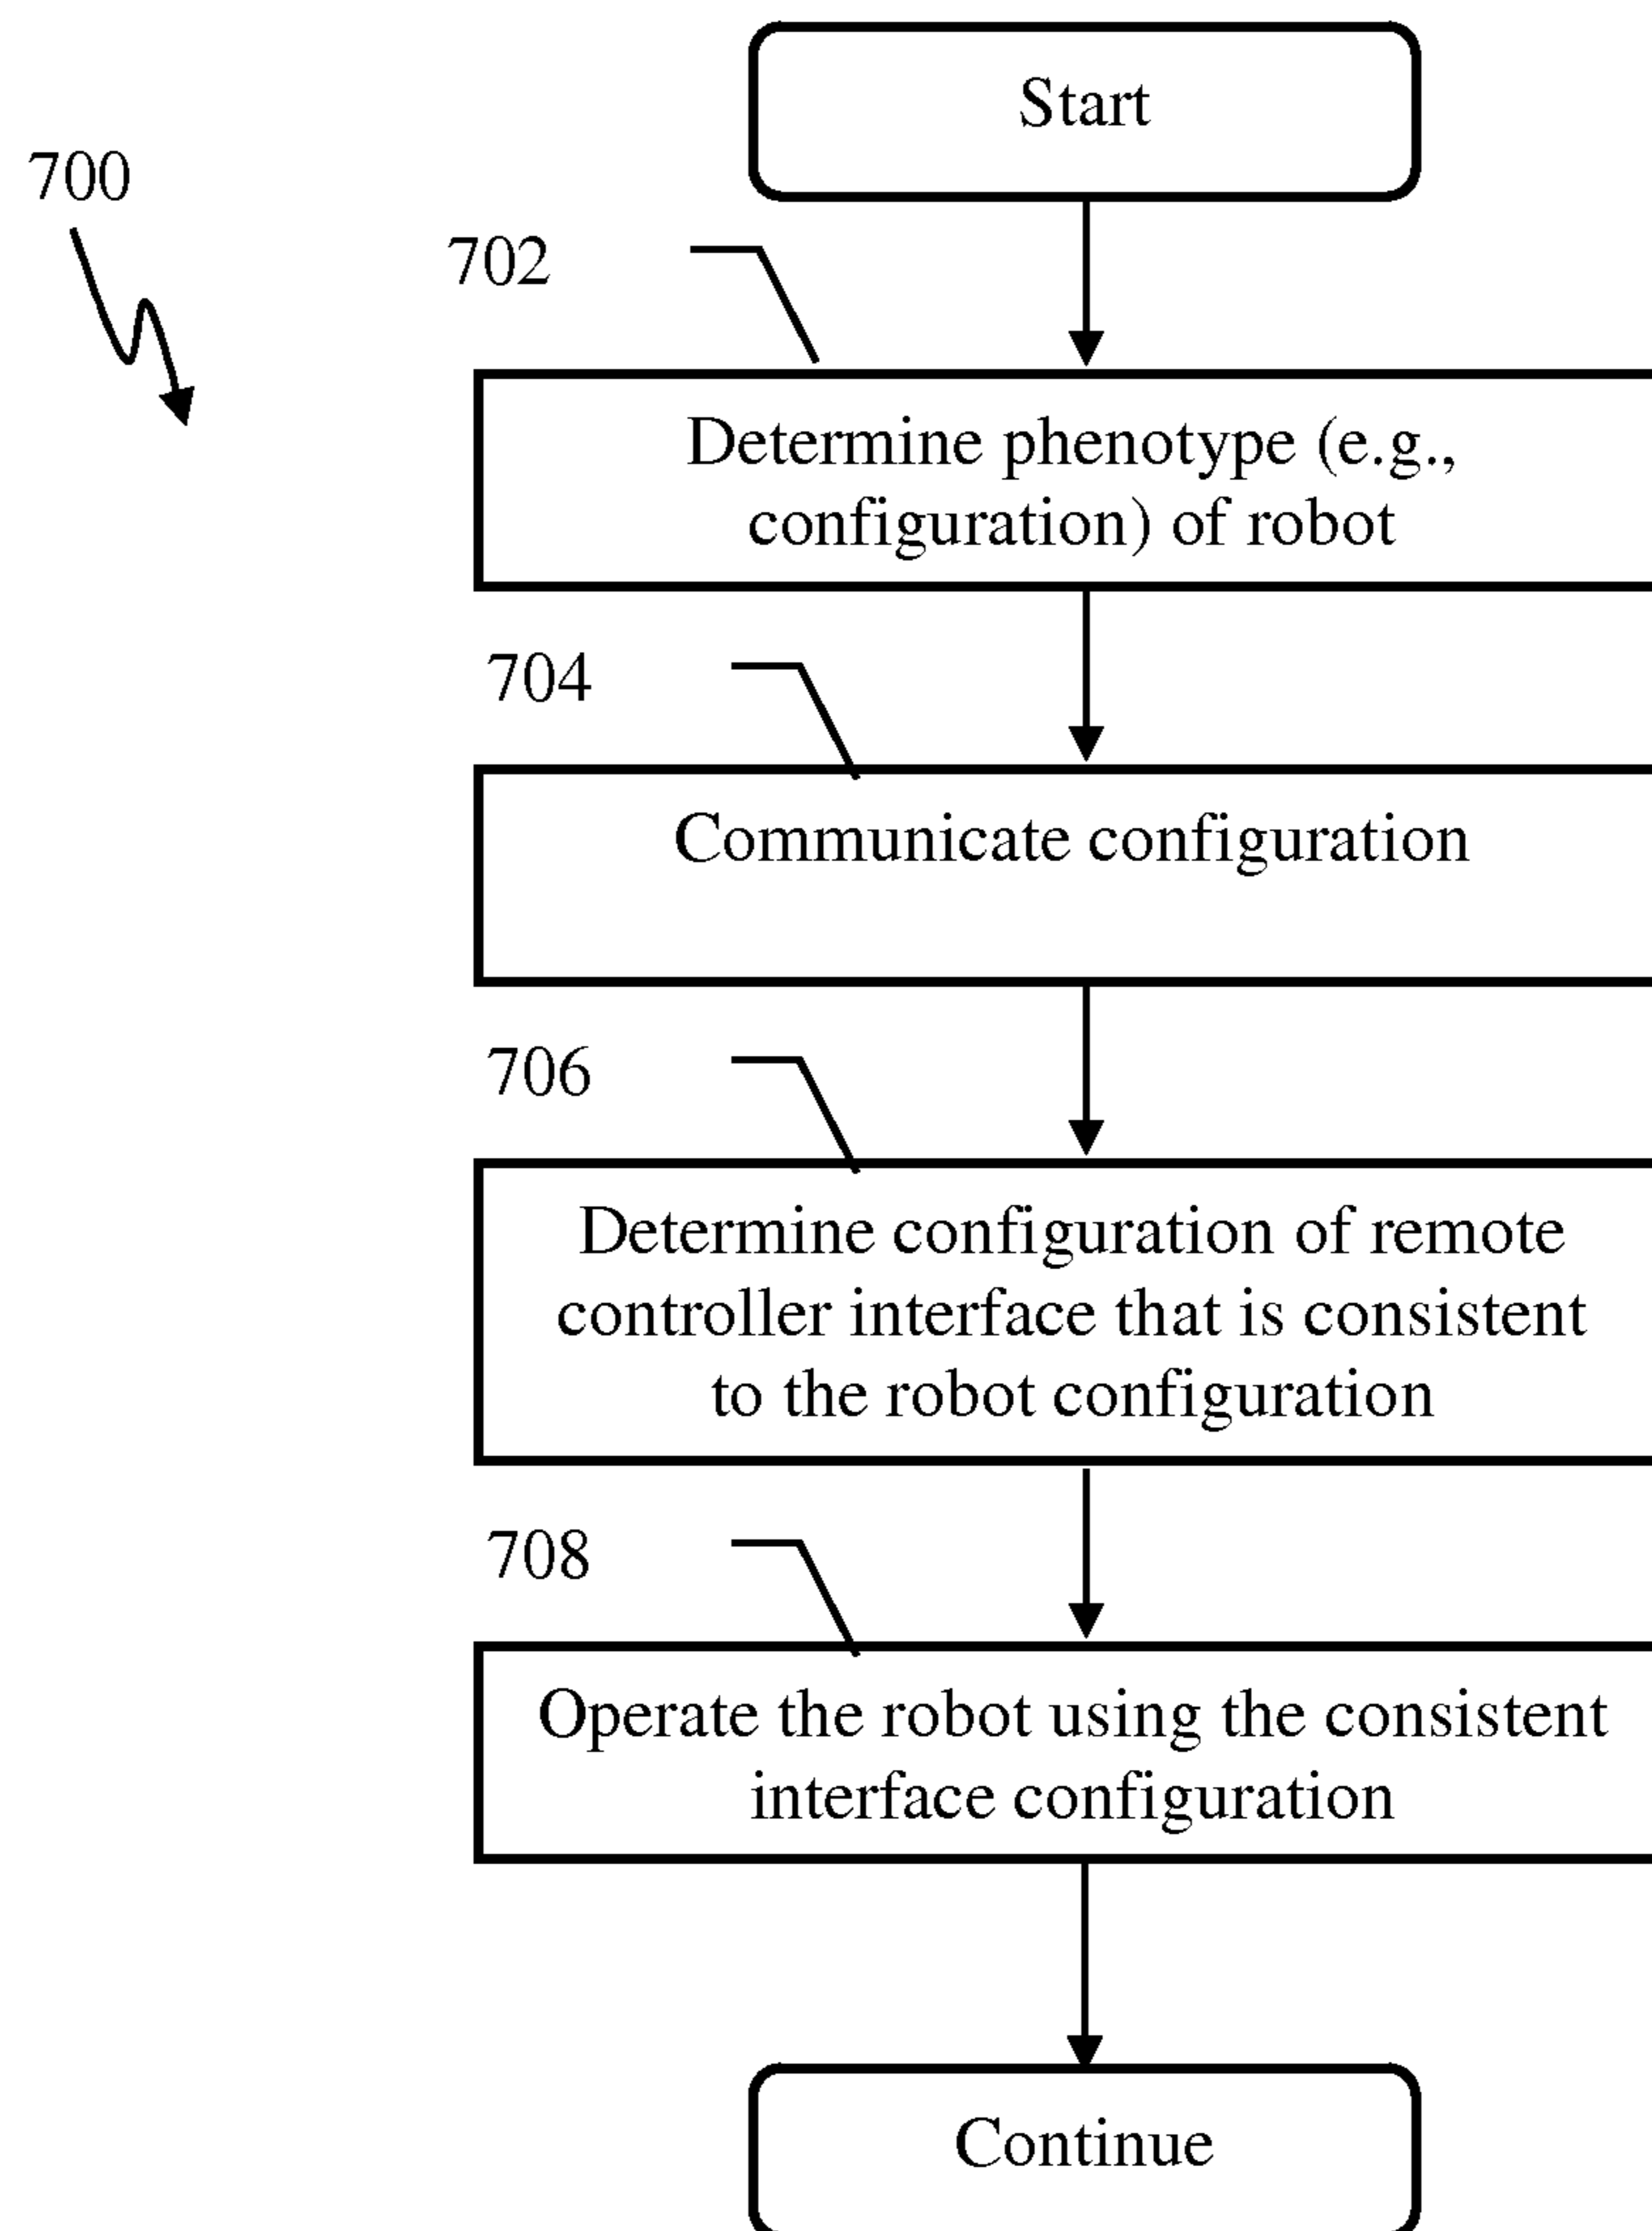 Start
700
702
Determine phenotype (e.g.,
configuration) of robot
704
Communicate configuration
706
Determine configuration of remote
controller interface that is consistent
to the robot configuration
708
Operate the robot using the consistent
interface configuration
Continue